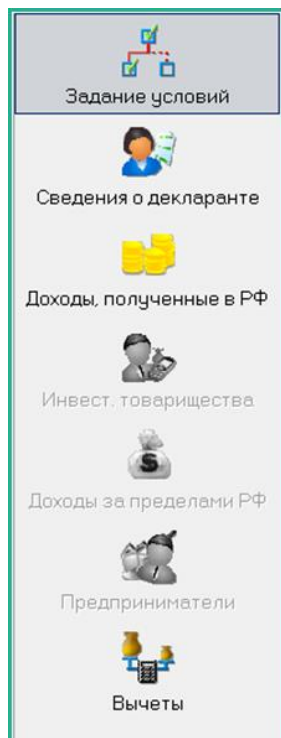 Задание условий
Сведения о декларанте
Доходы, полученные в РФ
Инвест. товарищества
Доходы за пределами РФ
Предприниматели
Вычеты